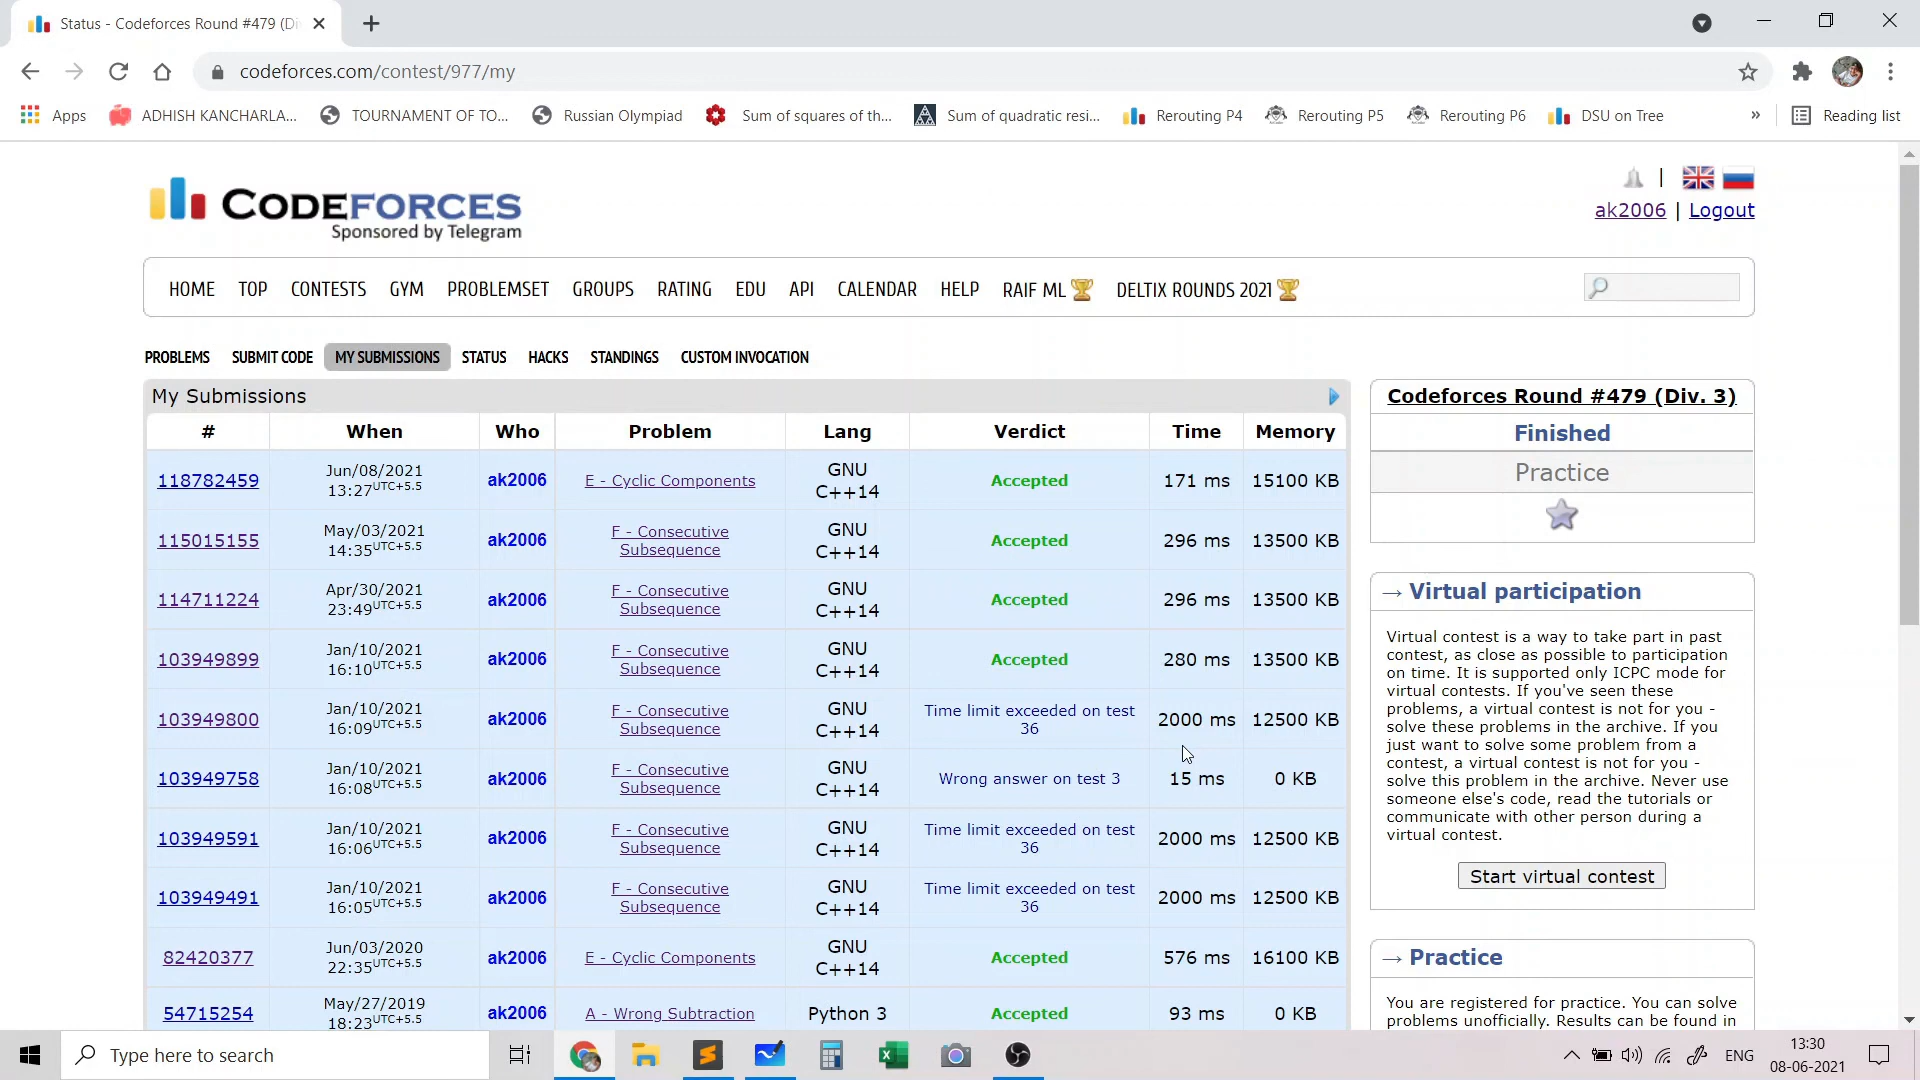 Status - Codeforces Round #479 (Di
codeforces.com/contest/977/my
Apps
ADHISH KANCHARLA...
TOURNAMENT OF TO...
Russian Olympiad
Sum of squares of th...
Sum of quadratic resi...
Rerouting P4
Rerouting P5
Rerouting P6
DSU on Tree
»
Reading list
CODEFORCES
Sponsored by Telegram
|
ak2006 | Logout
HOME TOP CONTESTS GYM PROBLEMSET GROUPS RATING EDU API CALENDAR HELP RAIF ML DELTIX ROUNDS 2021
PROBLEMS SUBMIT CODE MY SUBMISSIONS STATUS HACKS STANDINGS CUSTOM INVOCATION
My Submissions
# When Who Problem Lang Verdict Time Memory
118782459 Jun/08/2021 13:27UTC+5.5 ak2006 E - Cyclic Components GNU C++14 Accepted 171 ms 15100 KB
115015155 May/03/2021 14:35UTC+5.5 ak2006 F - Consecutive Subsequence GNU C++14 Accepted 296 ms 13500 KB
114711224 Apr/30/2021 23:49UTC+5.5 ak2006 F - Consecutive Subsequence GNU C++14 Accepted 296 ms 13500 KB
103949899 Jan/10/2021 16:10UTC+5.5 ak2006 F - Consecutive Subsequence GNU C++14 Accepted 280 ms 13500 KB
103949800 Jan/10/2021 16:09UTC+5.5 ak2006 F - Consecutive Subsequence GNU C++14 Time limit exceeded on test 36 2000 ms 12500 KB
103949758 Jan/10/2021 16:08UTC+5.5 ak2006 F - Consecutive Subsequence GNU C++14 Wrong answer on test 3 15 ms 0 KB
103949591 Jan/10/2021 16:06UTC+5.5 ak2006 F - Consecutive Subsequence GNU C++14 Time limit exceeded on test 36 2000 ms 12500 KB
103949491 Jan/10/2021 16:05UTC+5.5 ak2006 F - Consecutive Subsequence GNU C++14 Time limit exceeded on test 36 2000 ms 12500 KB
82420377 Jun/03/2020 22:35UTC+5.5 ak2006 E - Cyclic Components GNU C++14 Accepted 576 ms 16100 KB
54715254 May/27/2019 18:23UTC+5.5 ak2006 A - Wrong Subtraction Python 3 Accepted 93 ms 0 KB
Codeforces Round #479 (Div. 3)
Finished
Practice
→ Virtual participation
Virtual contest is a way to take part in past
contest, as close as possible to participation
on time. It is supported only ICPC mode for
virtual contests. If you've seen these
problems, a virtual contest is not for you -
solve these problems in the archive. If you
just want to solve some problem from a
contest, a virtual contest is not for you -
solve this problem in the archive. Never use
someone else's code, read the tutorials or
communicate with other person during a
virtual contest.
Start virtual contest
→ Practice
You are registered for practice. You can solve
problems unofficially. Results can be found in
Type here to search
ENG
13:30
08-06-2021